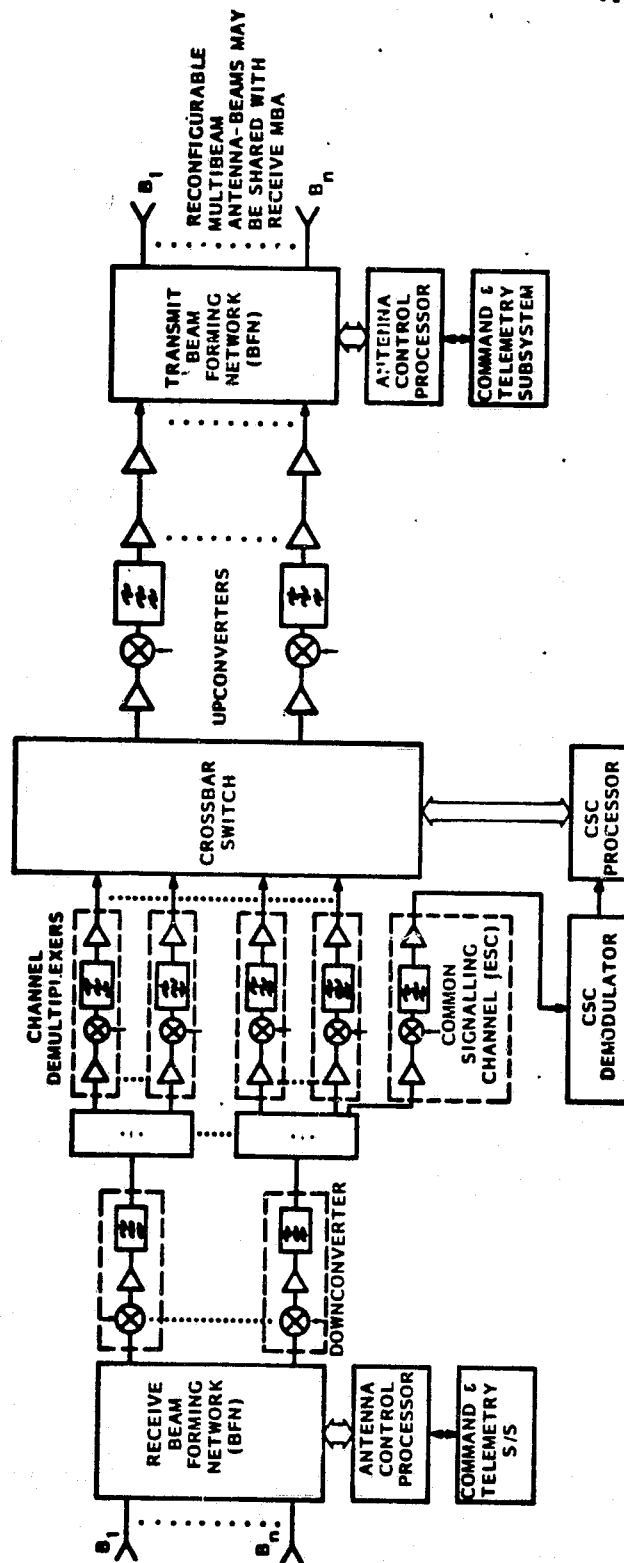 B1
Bn
RECEIVE
BEAM
FORMING
NETWORK
(BFN)
ANTENNA
CONTROL
PROCESSOR
COMMAND &
TELEMETRY
S/S
DOWNCONVERTER
...
...
CHANNEL
DEMULTIPLEXERS
COMMON
SIGNALLING
CHANNEL (ESC)
CSC
DEMODULATOR
CSC
PROCESSOR
CROSSBAR
SWITCH
UPCONVERTERS
TRANSMIT
BEAM
FORMING
NETWORK
(BFN)
ANTENNA
CONTROL
PROCESSOR
COMMAND &
TELEMETRY
SUBSYSTEM
B1
RECONFIGURABLE
MULTIBEAM
ANTENNA-BEAMS MAY
BE SHARED WITH
RECEIVE MBA
Bn